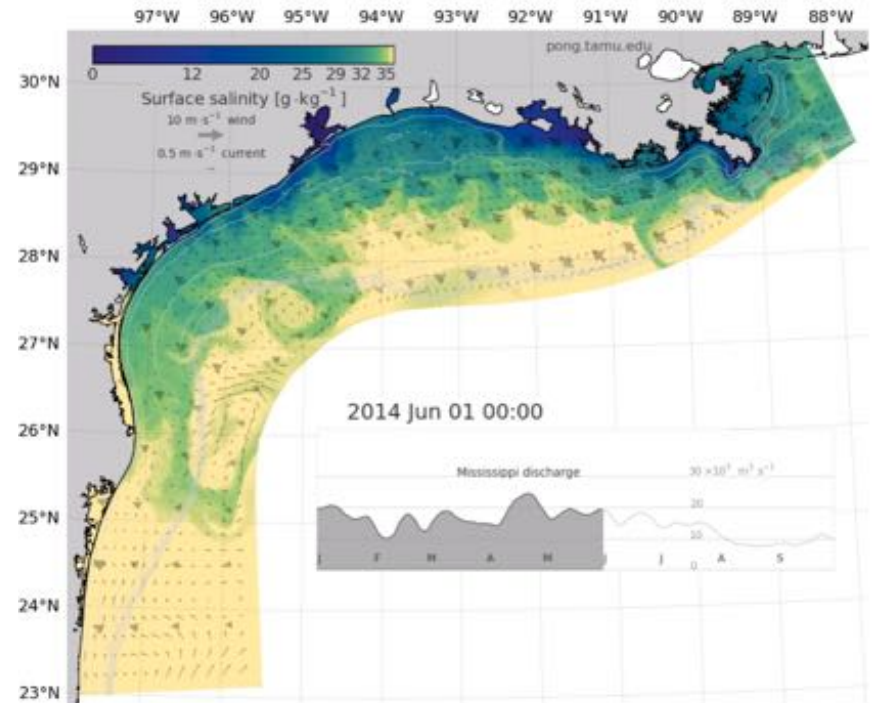 97°W 96°W 95°W 94°W 93°W 92°W 91°W 90°W 89°W 88°W
pong.tamu.edu
30°N
0 12 20 25 29 32 35
Surface salinity [g·kg⁻¹]
10 m·s⁻¹ wind
0.5 m·s⁻¹ current
29°N
28°N
27°N
26°N
2014 Jun 01 00:00
Mississippi discharge
30 ×10³ m³ s⁻¹
20
10
0
J F M A M J J A S
25°N
24°N
23°N